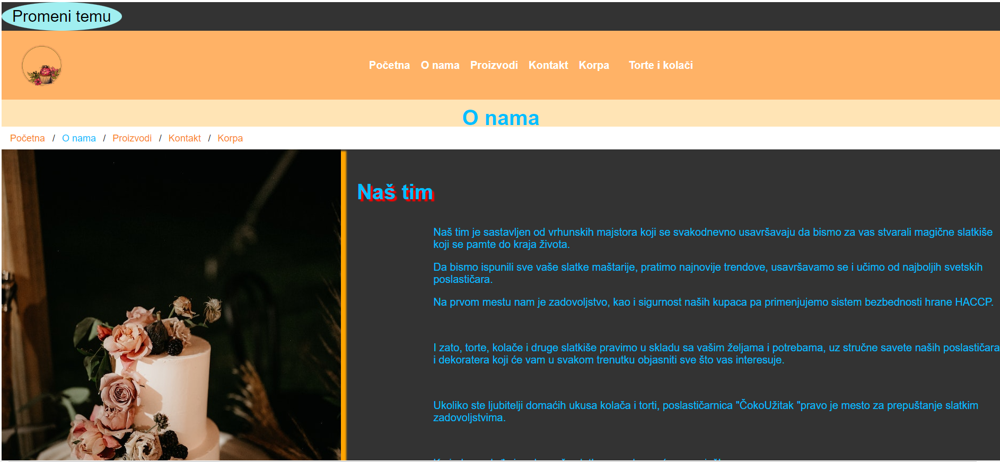 Promeni temu
Početna O nama Proizvodi Kontakt Korpa Torte i kolači
O nama
Početna / O nama / Proizvodi / Kontakt / Korpa
Naš tim
Naš tim je sastavljen od vrhunskih majstora koji se svakodnevno usavršavaju da bismo za vas stvarali magične slatkiše
koji se pamte do kraja života.
Da bismo ispunili sve vaše slatke maštarije, pratimo najnovije trendove, usavršavamo se i učimo od najboljih svetskih
poslastičara.
Na prvom mestu nam je zadovoljstvo, kao i sigurnost naših kupaca pa primenjujemo sistem bezbednosti hrane HACCP.
I zato, torte, kolače i druge slatkiše pravimo u skladu sa vašim željama i potrebama, uz stručne savete naših poslastičara
i dekoratera koji će vam u svakom trenutku objasniti sve što vas interesuje.
Ukoliko ste ljubitelji domaćih ukusa kolača i torti, poslastičarnica "ČokoUžitak "pravo je mesto za prepuštanje slatkim
zadovoljstvima.